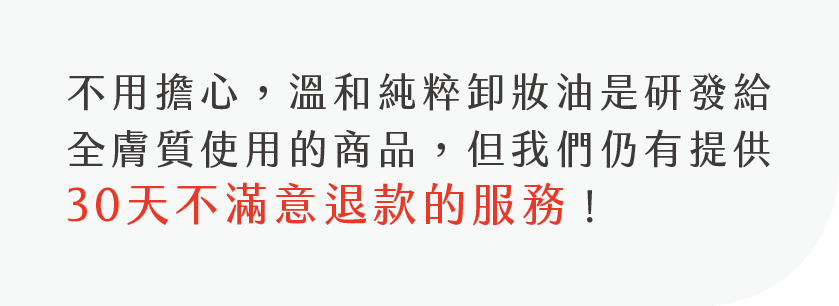 不用擔心，溫和純粹卸妝油是研發給
全膚質使用的商品，但我們仍有提供
30天不滿意退款的服務！